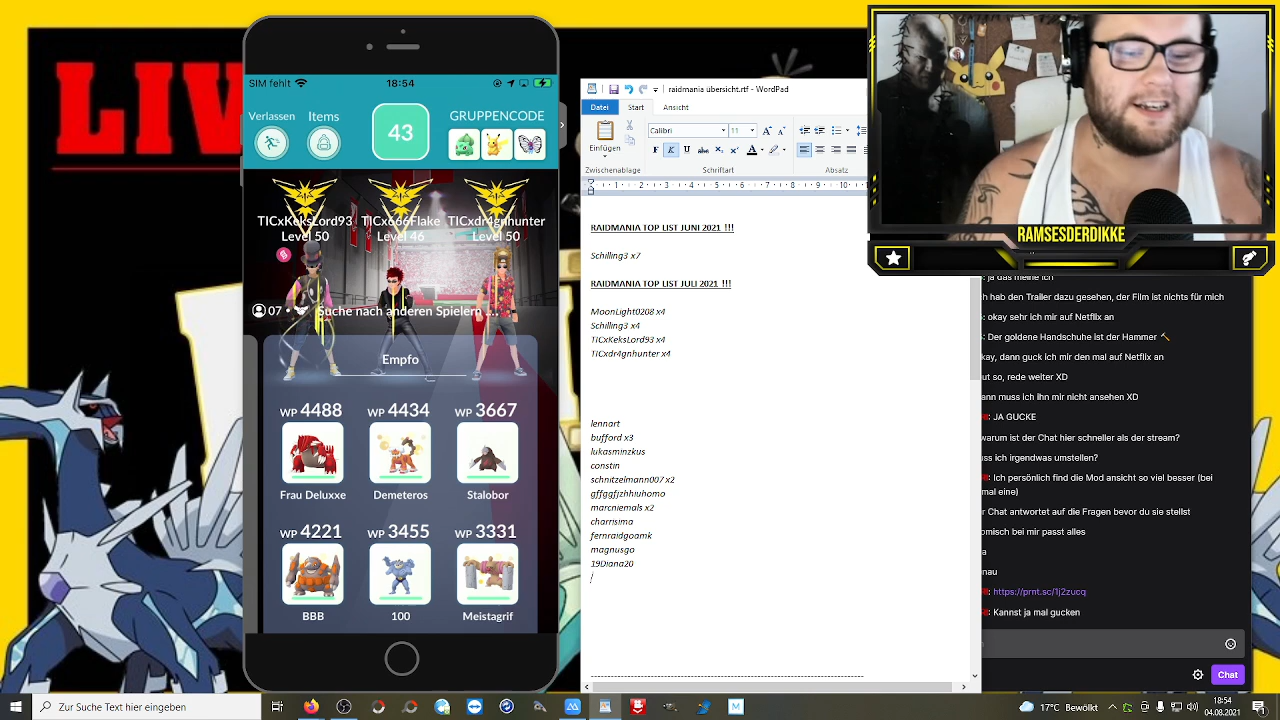 LIVE
SIM fehlt
18:54
Verlassen
Items
43
GRUPPENCODE
TICxKeksLord93
Level 50
TICx666Flake
Level 46
TICxdr4gnhunter
Level 50
07 • Suche nach anderen Spielern ...
Empfo
WP 4488
WP 4434
WP 3667
Frau Deluxxe
Demeteros
Stalobor
WP 4221
WP 3455
WP 3331
BBB
100
Meistagrif
raidmania übersicht.rtf - WordPad
Datei
Start
Ansicht
Einfügen
Zwischenablage
Calibri
11
Schriftart
Absatz
RAIDMANIA TOP LIST JUNI 2021 !!!
Schilling3 x7
RAIDMANIA TOP LIST JULI 2021 !!!
MoonLight0208 x4
Schilling3 x4
TICxKeksLord93 x4
TICxdr4gnhunter x4
lennart
bufford x3
lukasminzkus
constin
schnitzelmann007 x2
gffggfjzhhiuhomo
marcniemals x2
charrisima
fernraidgoamk
magnusgo
19Diana20
RAMSESDERDIKKE
: ja das meine ich
ch hab den Trailer dazu gesehen, der Film ist nichts für mich
: okay sehr ich mir auf Netflix an
: Der goldene Handschuhe ist der Hammer
kay, dann guck ich mir den mal auf Netflix an
ut so, rede weiter XD
ann muss ich ihn mir nicht ansehen XD
: JA GUCKE
warum ist der Chat hier schneller als der stream?
uss ich irgendwas umstellen?
: Ich persönlich find die Mod ansicht so viel besser (bei
mal eine)
r Chat antwortet auf die Fragen bevor du sie stellst
omisch bei mir passt alles
a
nau
: https://prnt.sc/1j2zucq
: Kannst ja mal gucken
Chat
Zur Suche Text hier eingeben
18:54
04.08.2021